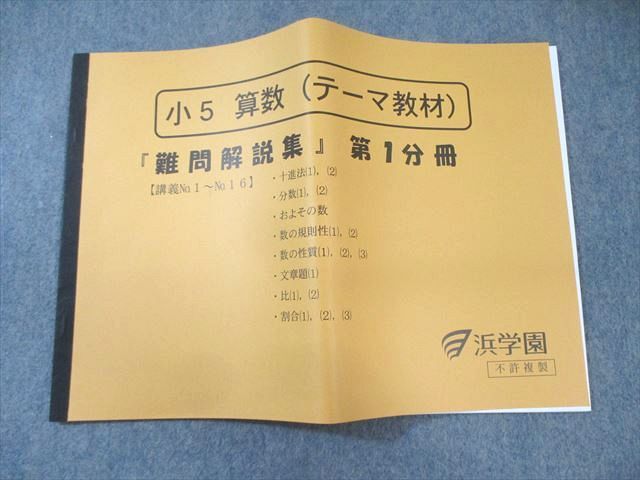 小5 算数(テーマ教材)
『難問解説集』 第1分冊
【講義No.1～No.16】
・十進法(1), (2)
・分数(1), (2)
・およその数
・数の規則性(1), (2)
・数の性質(1), (2), (3)
・文章題(1)
・比(1), (2)
・割合(1), (2), (3)
浜学園
不許複製